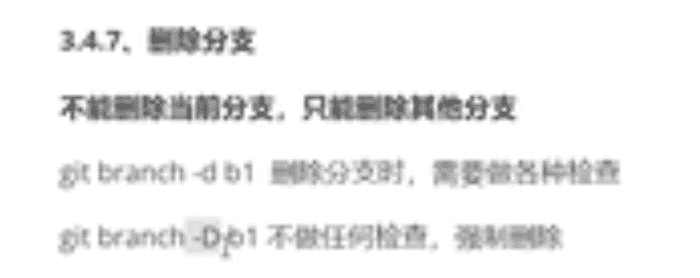 3.4.7、删除分支
不能删除当前分支，只能删除其他分支
git branch -d b1 删除分支时，需要做各种检查
git branch -D b1 不做任何检查，强制删除